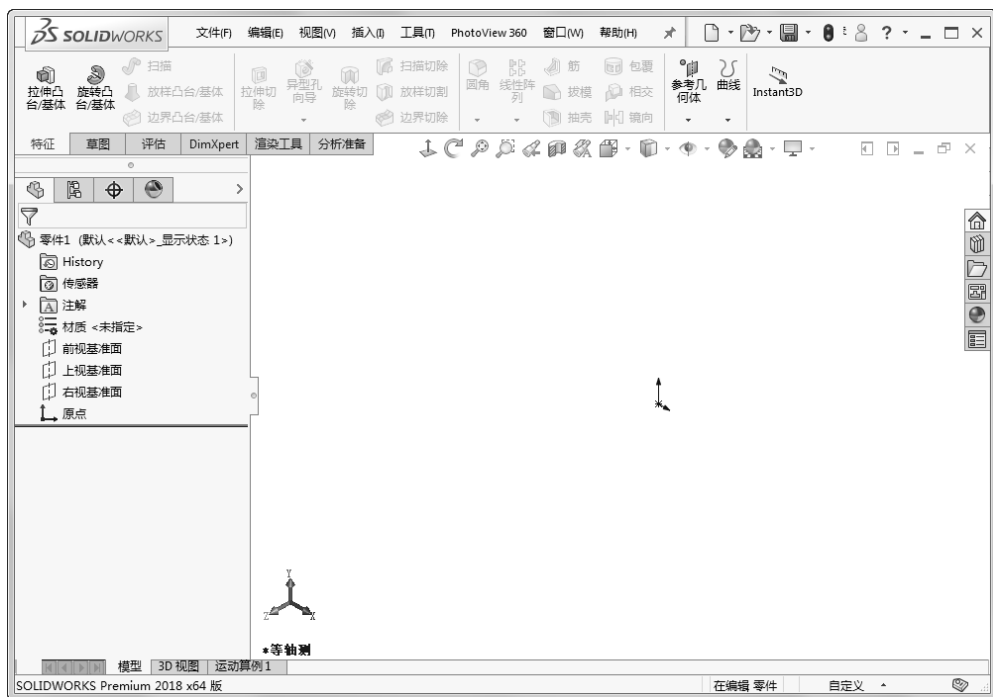 SOLIDWORKS 文件(F) 编辑(E) 视图(V) 插入(I) 工具(T) PhotoView 360 窗口(W) 帮助(H)
拉伸凸台/基体
旋转凸台/基体
扫描
放样凸台/基体
边界凸台/基体
拉伸切除
异型孔向导
旋转切除
扫描切除
放样切割
边界切除
圆角
线性阵列
筋
拔模
抽壳
包覆
相交
镜向
参考几何体
曲线
Instant3D
特征 草图 评估 DimXpert 渲染工具 分析准备
零件1 (默认<<默认>_显示状态 1>)
History
传感器
注解
材质 <未指定>
前视基准面
上视基准面
右视基准面
原点
Y
Z X
*等轴测
模型 3D 视图 运动算例1
SOLIDWORKS Premium 2018 x64 版 在编辑 零件 自定义